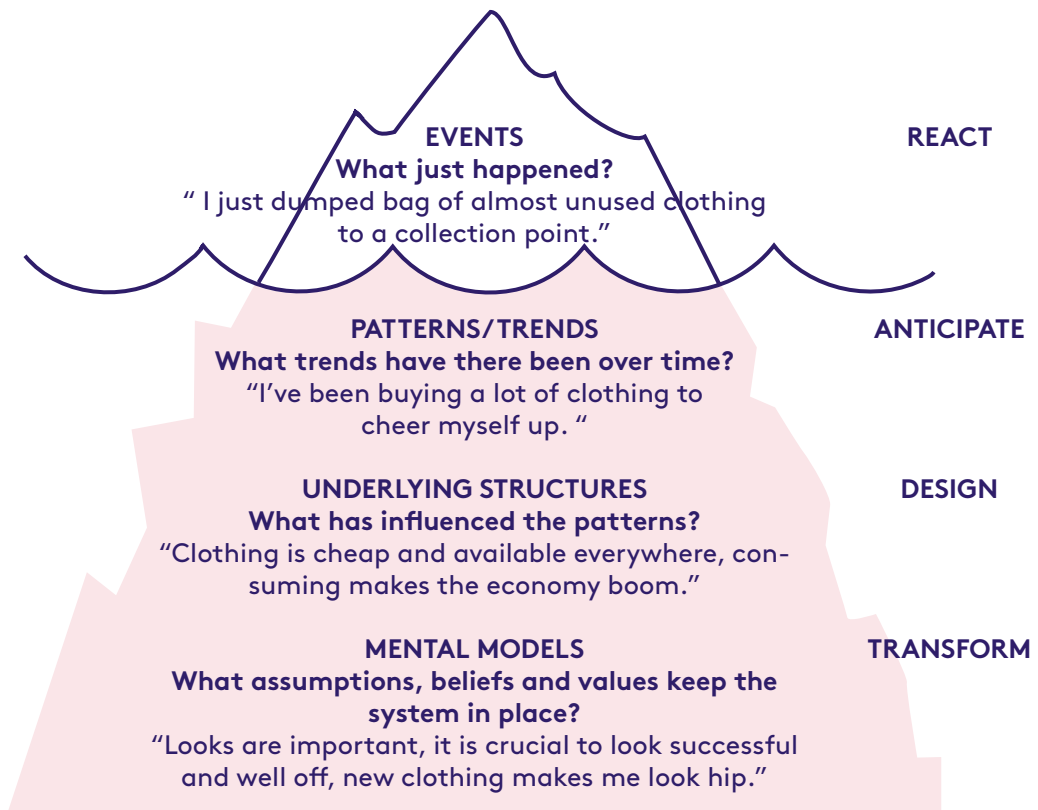 EVENTS
REACT
What just happened?
“ I just dumped bag of almost unused clothing
to a collection point.”
PATTERNS/TRENDS
ANTICIPATE
What trends have there been over time?
“I’ve been buying a lot of clothing to
cheer myself up. “
UNDERLYING STRUCTURES
DESIGN
What has influenced the patterns?
“Clothing is cheap and available everywhere, con-
suming makes the economy boom.”
MENTAL MODELS
TRANSFORM
What assumptions, beliefs and values keep the
system in place?
“Looks are important, it is crucial to look successful
and well off, new clothing makes me look hip.”